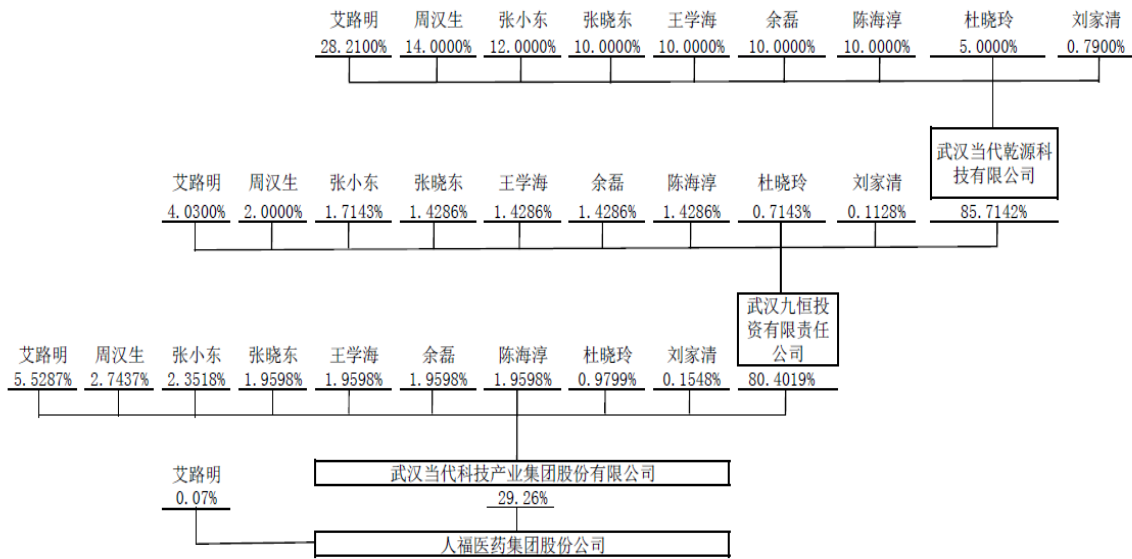 艾路明 周汉生 张小东 张晓东 王学海 余磊 陈海淳 杜晓玲 刘家清
28.2100% 14.0000% 12.0000% 10.0000% 10.0000% 10.0000% 10.0000% 5.0000% 0.7900%
武汉当代乾源科
技有限公司
艾路明 周汉生 张小东 张晓东 王学海 余磊 陈海淳 杜晓玲 刘家清
4.0300% 2.0000% 1.7143% 1.4286% 1.4286% 1.4286% 1.4286% 0.7143% 0.1128% 85.7142%
武汉九恒投
资有限责任
公司
艾路明 周汉生 张小东 张晓东 王学海 余磊 陈海淳 杜晓玲 刘家清
5.5287% 2.7437% 2.3518% 1.9598% 1.9598% 1.9598% 1.9598% 0.9799% 0.1548% 80.4019%
艾路明 武汉当代科技产业集团股份有限公司
0.07% 29.26%
人福医药集团股份公司